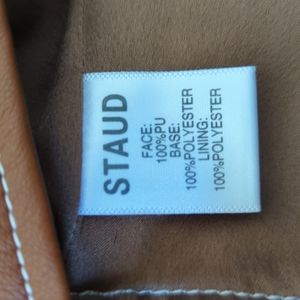 STAUD
FACE:
100%PU
BASE:
100%POLYESTER
LINING:
100%POLYESTER